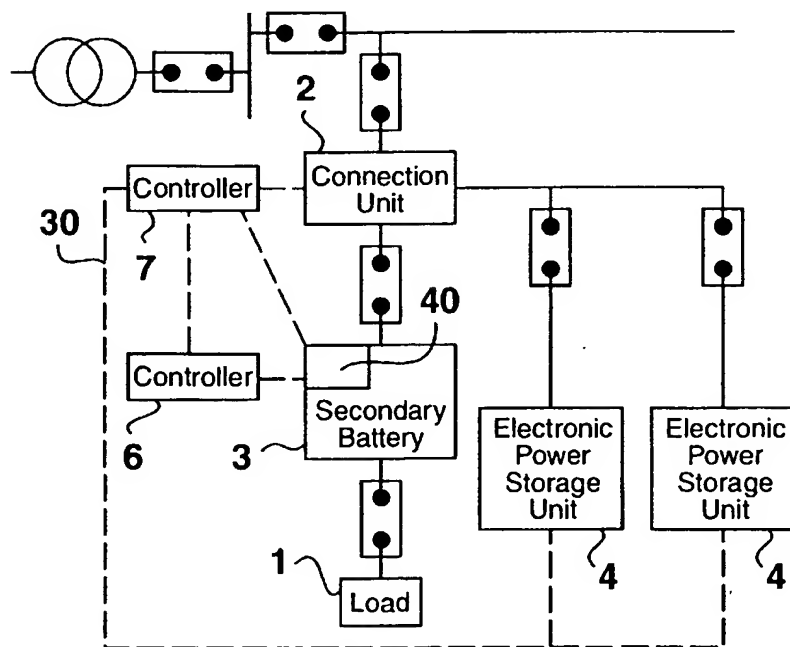 2
Controller
Connection
Unit
30
7
40
Controller
Secondary
Battery
6
3
Electronic
Power
Storage
Unit
Electronic
Power
Storage
Unit
1
4
4
Load